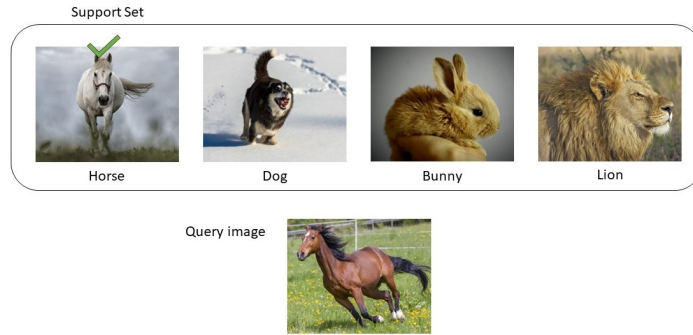 Support Set
Horse
Dog
Bunny
Lion
Query image